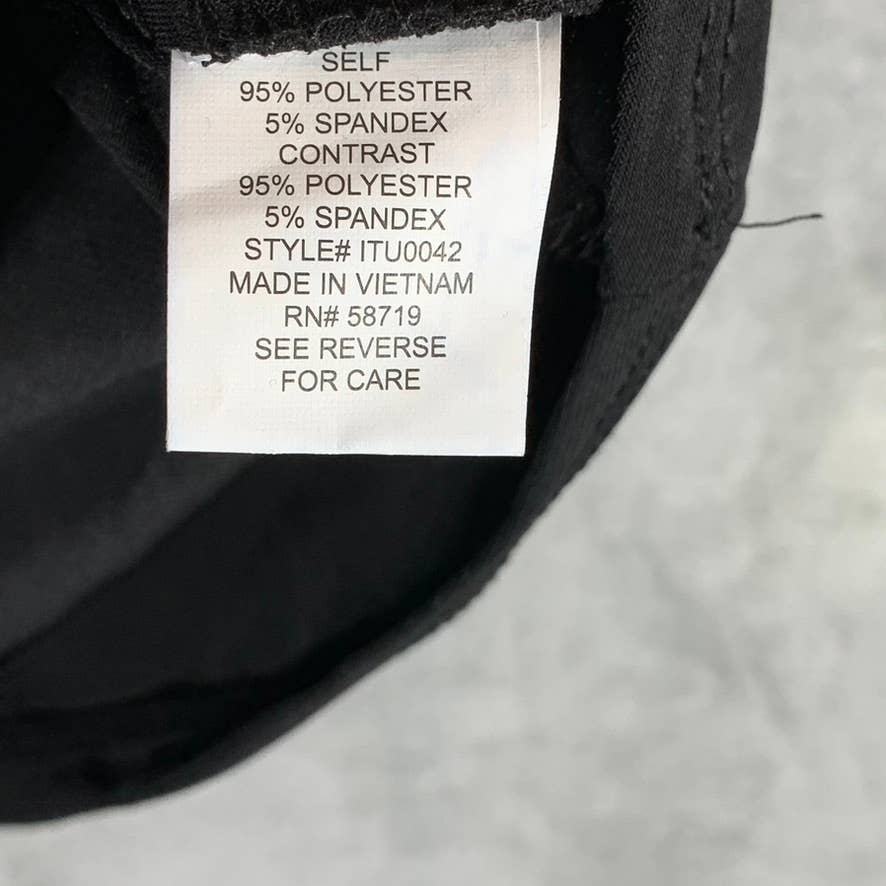 SELF
95% POLYESTER
5% SPANDEX
CONTRAST
95% POLYESTER
5% SPANDEX
STYLE# ITU0042
MADE IN VIETNAM
RN# 58719
SEE REVERSE
FOR CARE